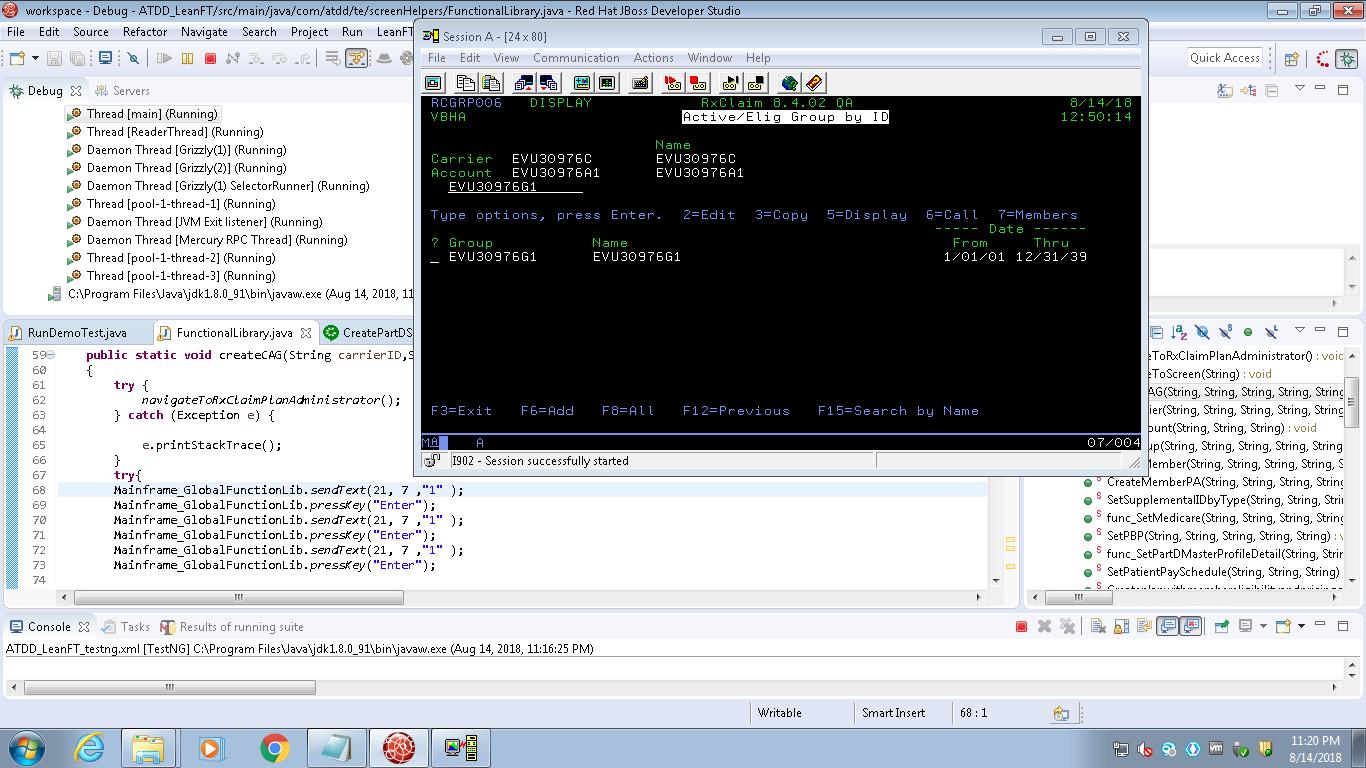 workspace - Debug - ATDD_LeanFT/src/main/java/com/atdd/te/screenHelpers/FunctionalLibrary.java - Red Hat JBoss Developer Studio
File Edit Source Refactor Navigate Search Project Run LeanFT
Quick Access
Debug Servers
Thread [main] (Running)
Thread [ReaderThread] (Running)
Daemon Thread [Grizzly(1)] (Running)
Daemon Thread [Grizzly(2)] (Running)
Daemon Thread [Grizzly(1) SelectorRunner] (Running)
Thread [pool-1-thread-1] (Running)
Daemon Thread [JVM Exit listener] (Running)
Daemon Thread [Mercury RPC Thread] (Running)
Thread [pool-1-thread-2] (Running)
Thread [pool-1-thread-3] (Running)
C:\Program Files\Java\jdk1.8.0_91\bin\javaw.exe (Aug 14, 2018, 11
Session A - [24 x 80]
File Edit View Communication Actions Window Help
RCGRP006 DISPLAY RxClaim 8.4.02 QA 8/14/18
VBHA Active/Elig Group by ID 12:50:14
Name
Carrier EVU30976C EVU30976C
Account EVU30976A1 EVU30976A1
EVU30976G1
Type options, press Enter. 2=Edit 3=Copy 5=Display 6=Call 7=Members
----- Date ------
? Group Name From Thru
_ EVU30976G1 EVU30976G1 1/01/01 12/31/39
F3=Exit F6=Add F8=All F12=Previous F15=Search by Name
MA A 07/004
I902 - Session successfully started
RunDemoTest.java FunctionalLibrary.java CreatePartDS
59 public static void createCAG(String carrierID,S
60 {
61 try {
62 navigateToRxClaimPlanAdministrator();
63 } catch (Exception e) {
64
65 e.printStackTrace();
66 }
67 try{
68 Mainframe_GlobalFunctionLib.sendText(21, 7 ,"1" );
69 Mainframe_GlobalFunctionLib.pressKey("Enter");
70 Mainframe_GlobalFunctionLib.sendText(21, 7 ,"1" );
71 Mainframe_GlobalFunctionLib.pressKey("Enter");
72 Mainframe_GlobalFunctionLib.sendText(21, 7 ,"1" );
73 Mainframe_GlobalFunctionLib.pressKey("Enter");
74
eToRxClaimPlanAdministrator() : voic
eToScreen(String) : void
AG(String, String, String, String, Strir
ier(String, String, String, String, Strin
ount(String, String, String) : void
up(String, String, String, String, Strin
Member(String, String, String, String,
CreateMemberPA(String, String, String
SetSupplementalIDbyType(String, Strin
func_SetMedicare(String, String, String
SetPBP(String, String, String, String) : v
func_SetPartDMasterProfileDetail(String, Strin
SetPatientPaySchedule(String, String, String)
Console Tasks Results of running suite
ATDD_LeanFT_testng.xml [TestNG] C:\Program Files\Java\jdk1.8.0_91\bin\javaw.exe (Aug 14, 2018, 11:16:25 PM)
Writable Smart Insert 68 : 1
11:20 PM
8/14/2018